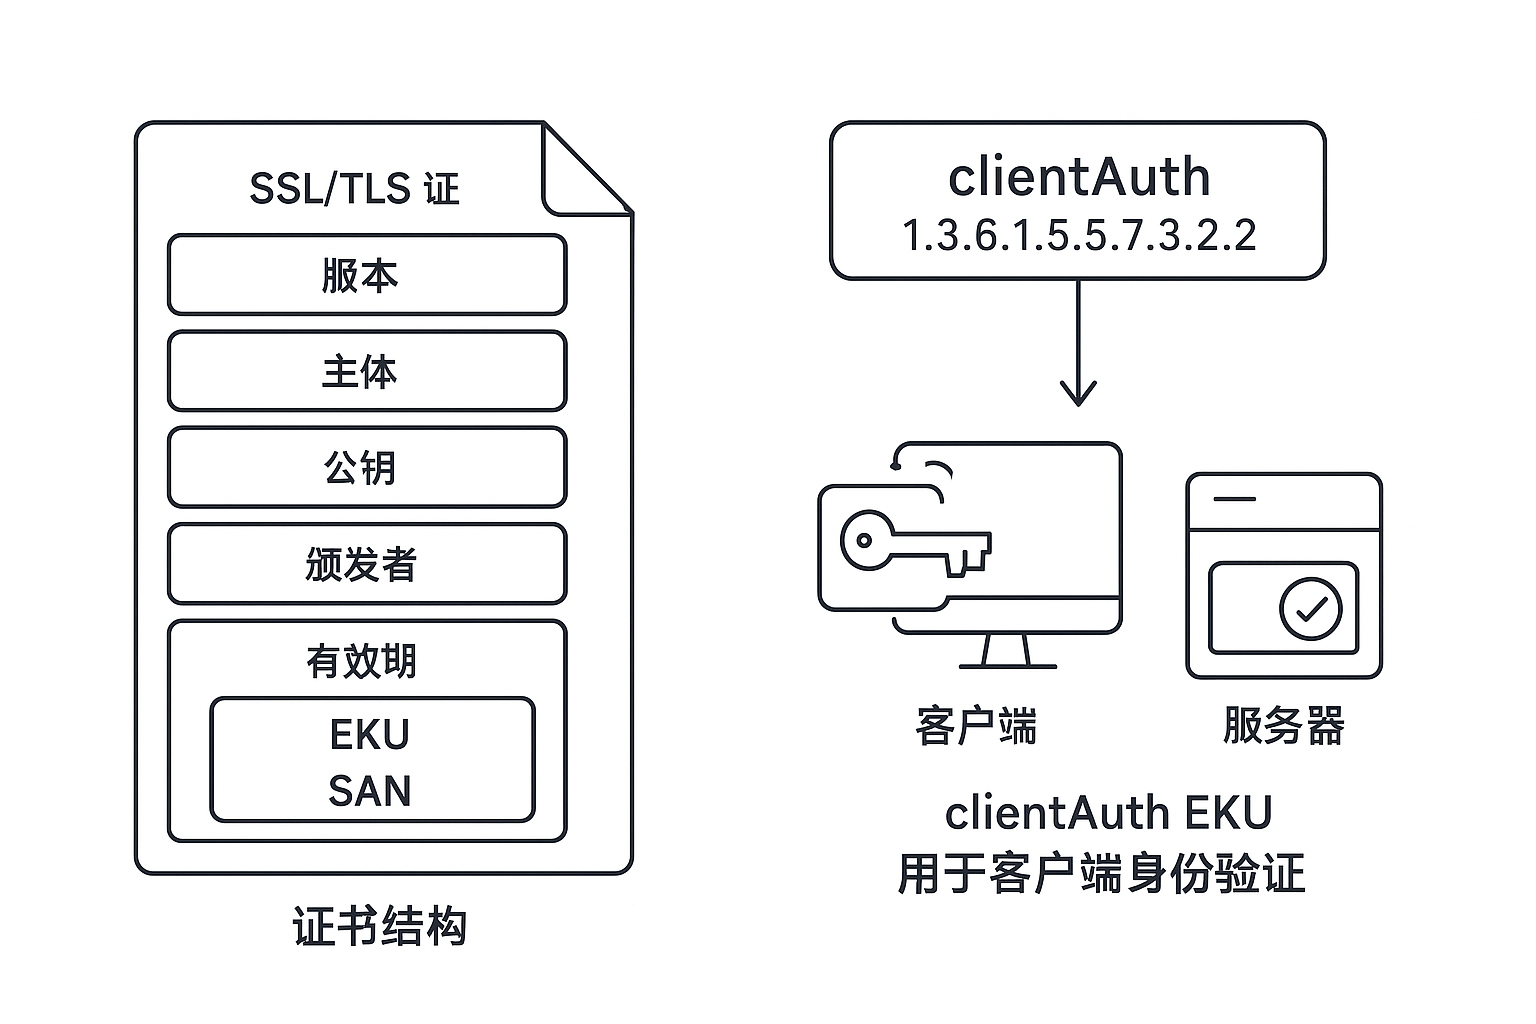 SSL/TLS 证
服本
主体
公钥
颁发者
有效明
EKU
SAN
证书结构
clientAuth
1.3.6.1.5.5.7.3.2.2
客户端
服务器
clientAuth EKU
用于客户端身份验证